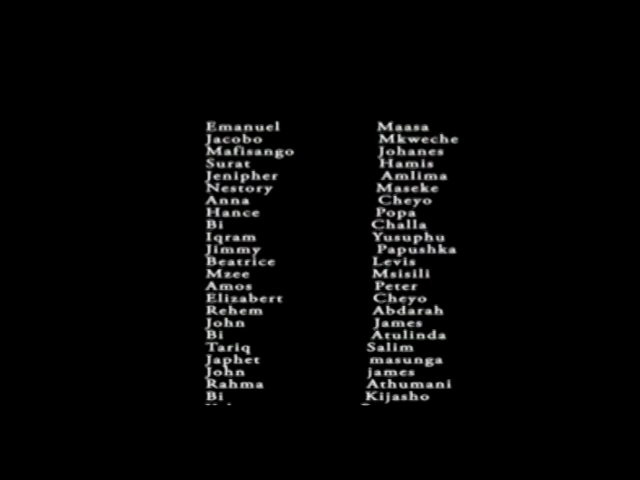 Emanuel Maasa
Jacobo Mkweche
Mafisango Johanes
Surat Hamis
Jenipher Amlima
Nestory Maseke
Anna Cheyo
Hance Popa
Bi Challa
Iqram Yusuphu
Jimmy Papushka
Beatrice Levis
Mzee Msisili
Amos Peter
Elizabert Cheyo
Rehem Abdarah
John James
Bi Atulinda
Tariq Salim
Japhet masunga
John james
Rahma Athumani
Bi Kijasho